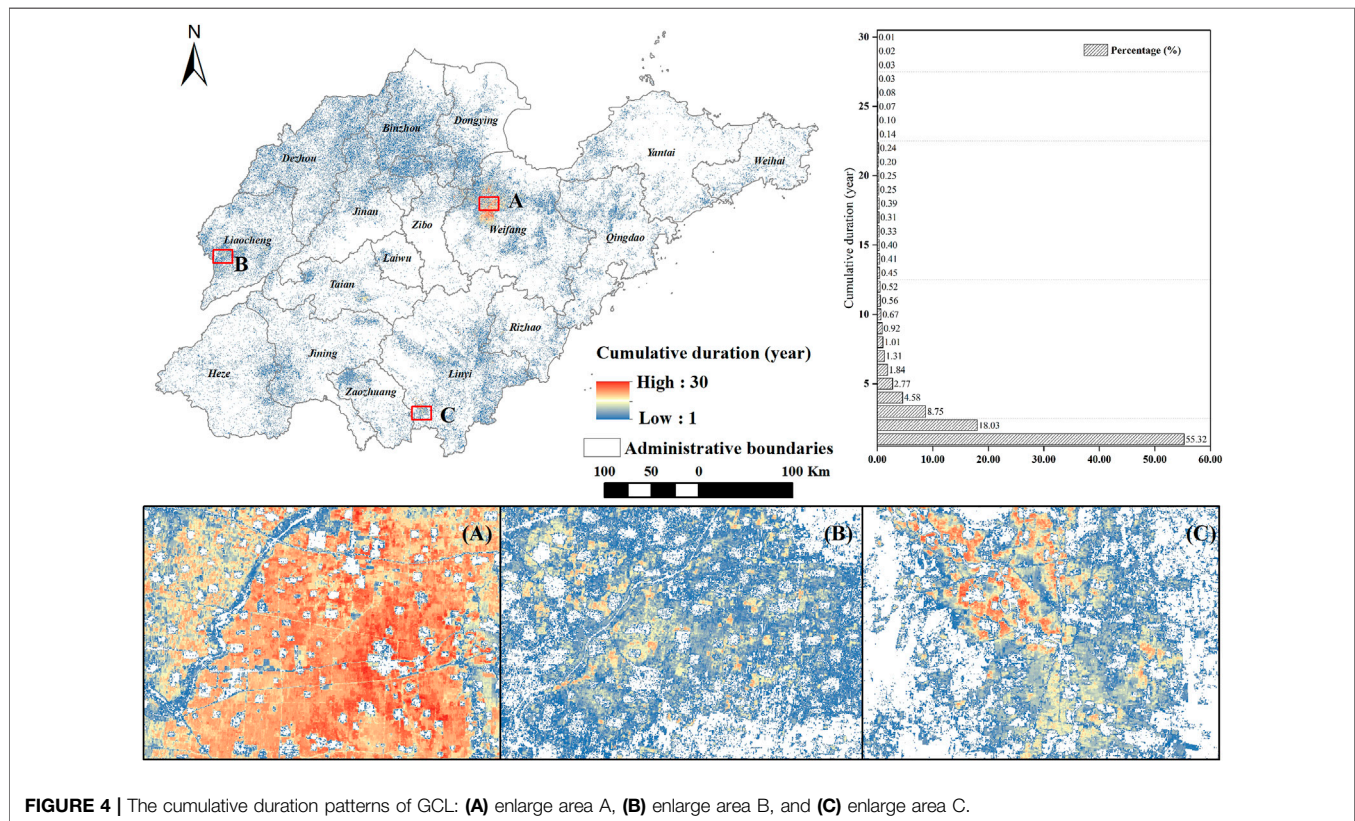 N
Binzhou
Dongying
Dezhou
Yantai
Weihai
Jinan
A
Zibo
Weifang
Liaocheng
Qingdao
B
Laiwu
Taian
Rizhao
Jining
Linyi
Heze
Zaozhuang
C
Cumulative duration (year)
High : 30
Low : 1
Administrative boundaries
100 50 0 100 Km
Percentage (%)
Cumulative duration (year)
30
25
20
15
10
5
0.01
0.02
0.03
0.03
0.08
0.07
0.10
0.14
0.24
0.20
0.25
0.25
0.39
0.31
0.33
0.40
0.41
0.45
0.52
0.56
0.67
0.92
1.01
1.31
1.84
2.77
4.58
8.75
18.03
55.32
0.00 10.00 20.00 30.00 40.00 50.00 60.00
(A)
(B)
(C)
FIGURE 4 | The cumulative duration patterns of GCL: (A) enlarge area A, (B) enlarge area B, and (C) enlarge area C.